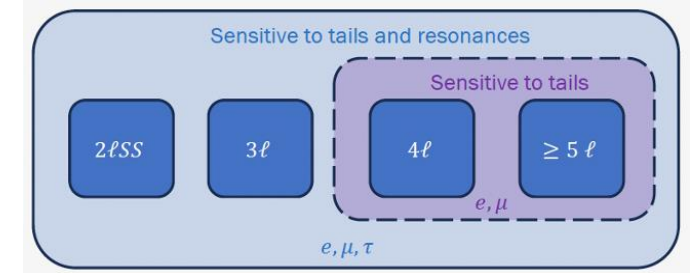 Sensitive to tails and resonances
Sensitive to tails
2ℓSS
3ℓ
4ℓ
≥ 5 ℓ
e, μ
e, μ, τ